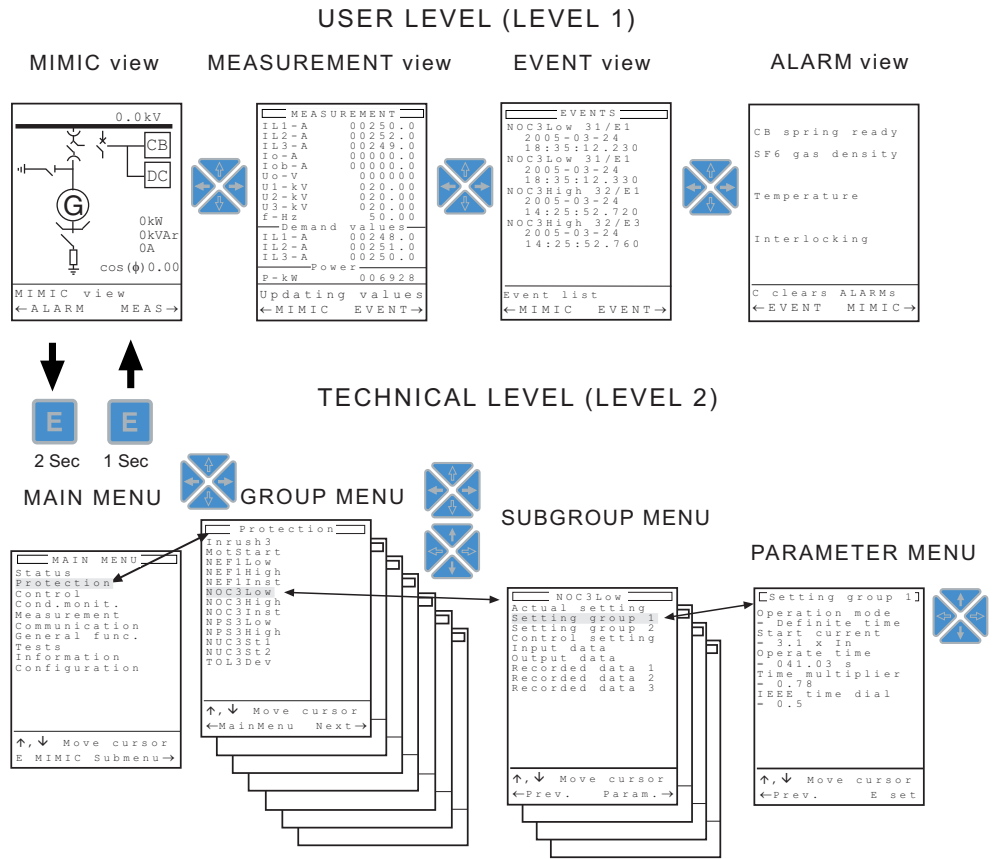 USER LEVEL (LEVEL 1)
MIMIC view
MEASUREMENT view
EVENT view
ALARM view
0.0kV
CB
DC
G
0kW
0kVAr
0A
cos(ϕ)0.00
MIMIC view
←ALARM MEAS→
MEASUREMENT
IL1-A 00250.0
IL2-A 00252.0
IL3-A 00249.0
Io-A 00000.0
Iob-A 00000.0
Uo-V 000000
U1-kV 020.00
U2-kV 020.00
U3-kV 020.00
f-Hz 50.00
Demand values
IL1-A 00248.0
IL2-A 00251.0
IL3-A 00250.0
Power
P-kW 006928
Updating values
←MIMIC EVENT→
EVENTS
NOC3Low 31/E1
2005-03-24
18:35:12.230
NOC3Low 31/E1
2005-03-24
18:35:12.330
NOC3High 32/E1
2005-03-24
14:25:52.720
NOC3High 32/E3
2005-03-24
14:25:52.760
Event list
←MIMIC EVENT→
CB spring ready
SF6 gas density
Temperature
Interlocking
C clears ALARMs
←EVENT MIMIC→
E
E
2 Sec
1 Sec
TECHNICAL LEVEL (LEVEL 2)
MAIN MENU
GROUP MENU
SUBGROUP MENU
PARAMETER MENU
MAIN MENU
Status
Protection
Control
Cond.monit.
Measurement
Communication
General func.
Tests
Information
Configuration
↑,↓ Move cursor
E MIMIC Submenu→
Protection
Inrush3
MotStart
NEF1Low
NEF1High
NEF1Inst
NOC3Low
NOC3High
NOC3Inst
NPS3Low
NPS3High
NUC3St1
NUC3St2
TOL3Dev
↑,↓ Move cursor
←MainMenu Next→
NOC3Low
Actual setting
Setting group 1
Setting group 2
Control setting
Input data
Output data
Recorded data 1
Recorded data 2
Recorded data 3
↑,↓ Move cursor
←Prev. Param.→
Setting group 1
Operation mode
- Definite time
Start current
- 3.1 x In
Operate time
- 041.03 s
Time multiplier
- 0.78
IEEE time dial
- 0.5
↑,↓ Move cursor
←Prev. E set